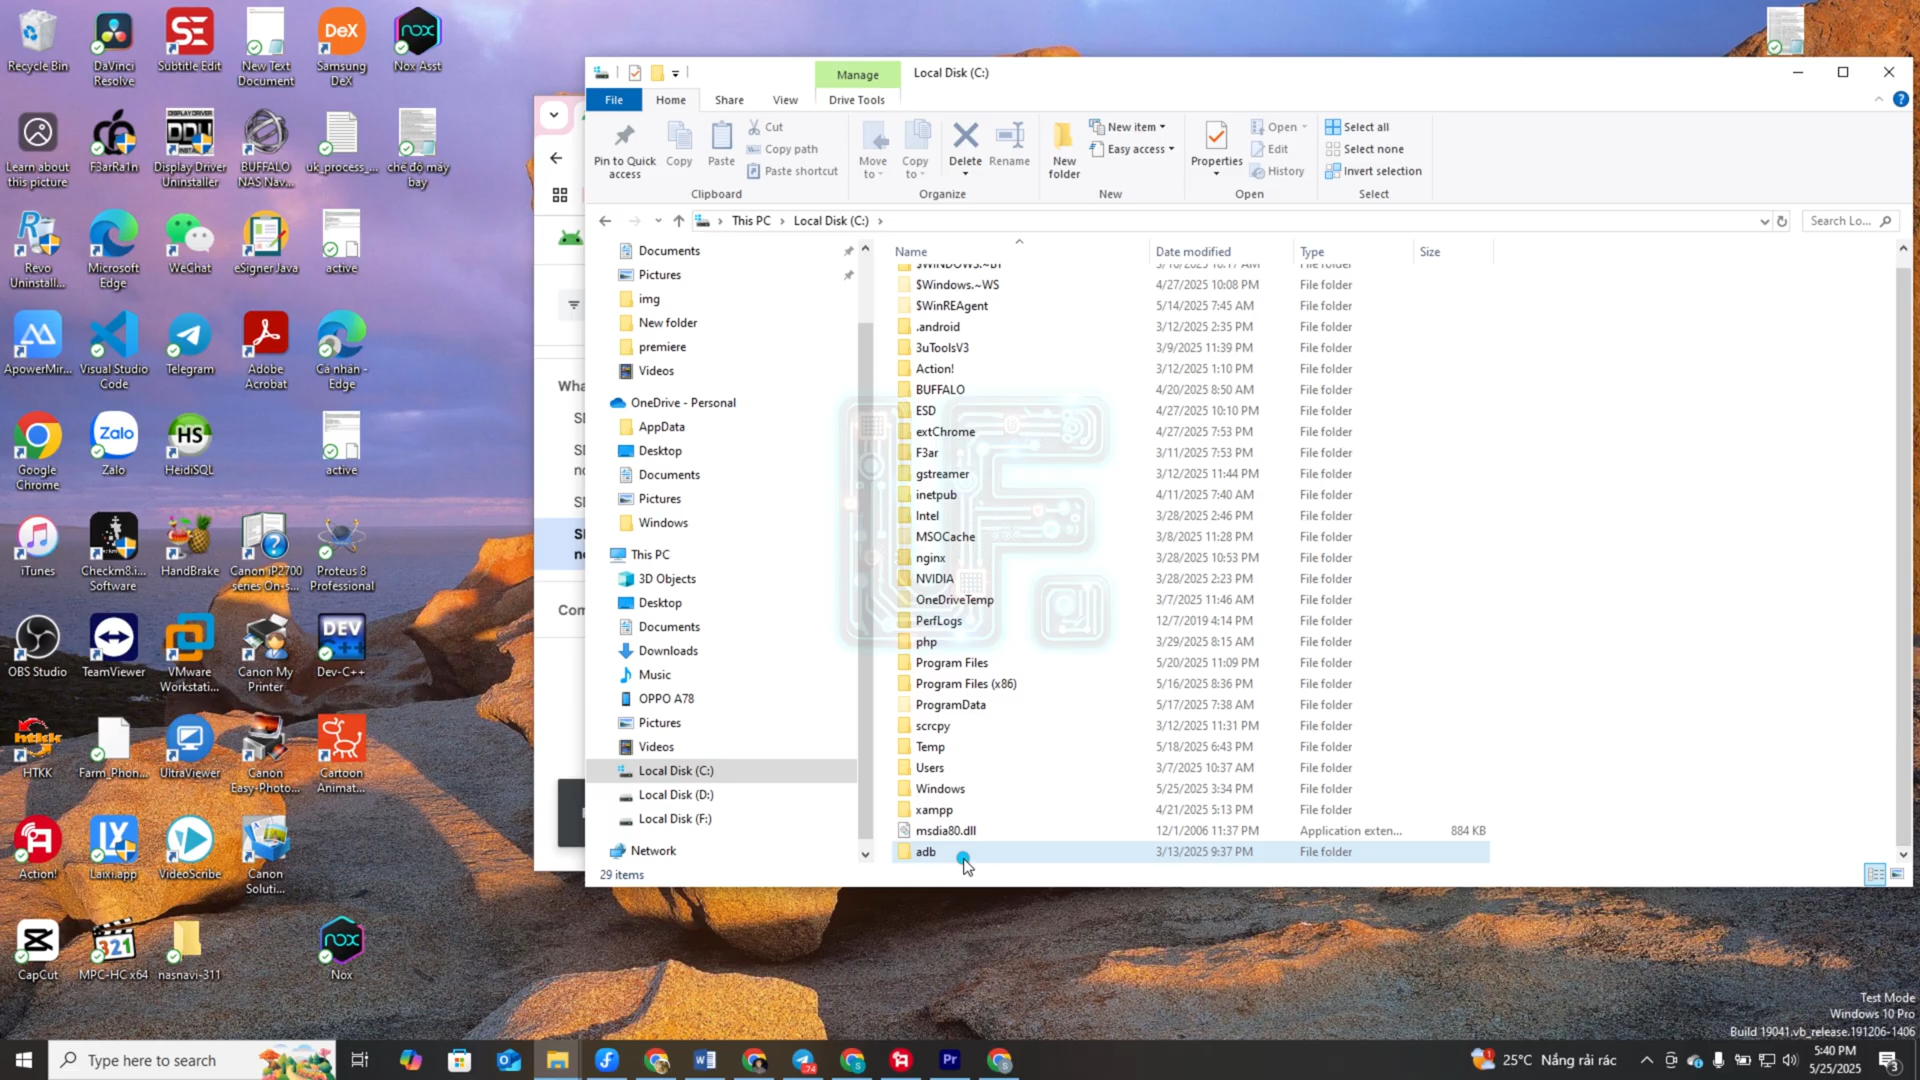 Recycle Bin
DaVinci
Resolve
Subtitle Edit
New Text
Document
DeX
Samsung
DeX
nox
Nox Asst
Learn about
this picture
F3arRa1n
Display Driver
Uninstaller
BUFFALO
NAS Nav...
uk_process_...
chế độ máy
bay
Revo
Uninstall...
Microsoft
Edge
WeChat
eSigner Java
active
ApowerMir...
Visual Studio
Code
Telegram
Adobe
Acrobat
Cá nhân -
Edge
Google
Chrome
Zalo
Zalo
HS
HeidiSQL
active
iTunes
Checkm8.i...
Software
HandBrake
Canon iP2700
series On-s...
Proteus 8
Professional
OBS Studio
TeamViewer
VMware
Workstati...
Canon My
Printer
DEV
Dev-C++
HTKK
Farm_Phon...
UltraViewer
Canon
Easy-Photo...
Cartoon
Animat...
Action!
Laixi.app
VideoScribe
Canon
Soluti...
CapCut
MPC-HC x64
nasnavi-311
nox
Nox
Manage
Local Disk (C:)
File
Home
Share
View
Drive Tools
Pin to Quick
access
Copy
Paste
Cut
Copy path
Paste shortcut
Clipboard
Move
to
Copy
to
Delete
Rename
Organize
New
folder
New item
Easy access
New
Properties
Open
Edit
History
Open
Select all
Select none
Invert selection
Select
This PC
Local Disk (C:)
Search Lo...
Documents
Pictures
img
New folder
premiere
Videos
OneDrive - Personal
AppData
Desktop
Documents
Pictures
Windows
This PC
3D Objects
Desktop
Documents
Downloads
Music
OPPO A78
Pictures
Videos
Local Disk (C:)
Local Disk (D:)
Local Disk (F:)
Network
Name Date modified Type Size
$Windows.~WS 4/27/2025 10:08 PM File folder
$WinREAgent 5/14/2025 7:45 AM File folder
.android 3/12/2025 2:35 PM File folder
3uToolsV3 3/9/2025 11:39 PM File folder
Action! 3/12/2025 1:10 PM File folder
BUFFALO 4/20/2025 8:50 AM File folder
ESD 4/27/2025 10:10 PM File folder
extChrome 4/27/2025 7:53 PM File folder
F3ar 3/11/2025 7:53 PM File folder
gstreamer 3/12/2025 11:44 PM File folder
inetpub 4/11/2025 7:40 AM File folder
Intel 3/28/2025 2:46 PM File folder
MSOCache 3/8/2025 11:28 PM File folder
nginx 3/28/2025 10:53 PM File folder
NVIDIA 3/28/2025 2:23 PM File folder
OneDriveTemp 3/7/2025 11:46 AM File folder
PerfLogs 12/7/2019 4:14 PM File folder
php 3/29/2025 8:15 AM File folder
Program Files 5/20/2025 11:09 PM File folder
Program Files (x86) 5/16/2025 8:36 PM File folder
ProgramData 5/17/2025 7:38 AM File folder
scrcpy 3/12/2025 11:31 PM File folder
Temp 5/18/2025 6:43 PM File folder
Users 3/7/2025 10:37 AM File folder
Windows 5/25/2025 3:34 PM File folder
xampp 4/21/2025 5:13 PM File folder
msdia80.dll 12/1/2006 11:37 PM Application exten... 884 KB
adb 3/13/2025 9:37 PM File folder
29 items
Test Mode
Windows 10 Pro
Build 19041.vb_release.191206-1406
Type here to search
25°C Nắng rải rác
5:40 PM
5/25/2025